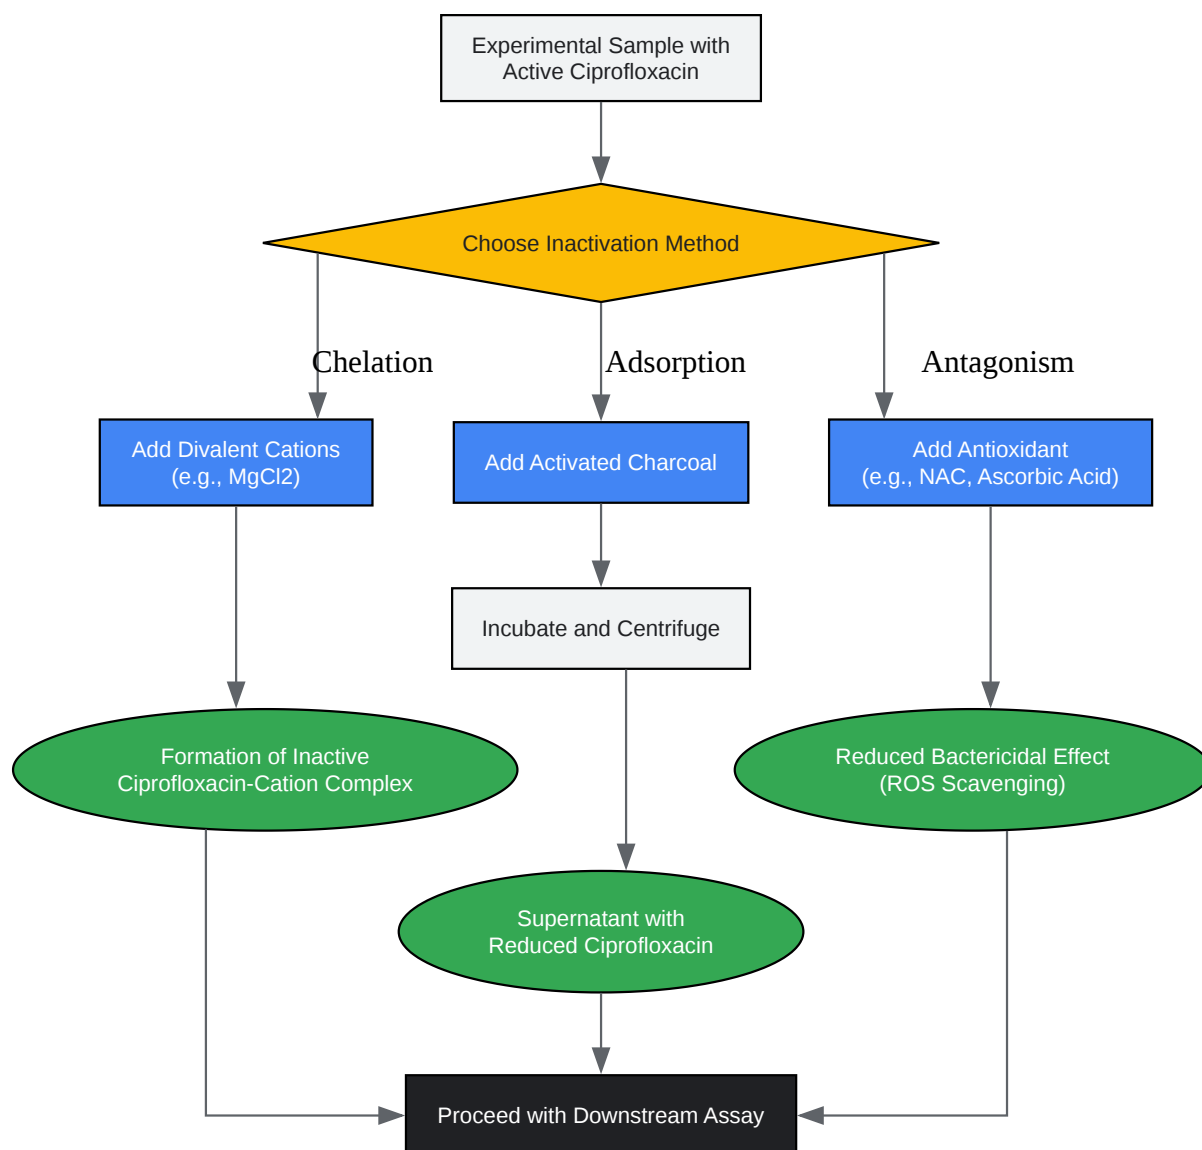 Experimental Sample with
Active Ciprofloxacin
Choose Inactivation Method
Chelation
Adsorption
Antagonism
Add Divalent Cations
(e.g., MgCl2)
Add Activated Charcoal
Add Antioxidant
(e.g., NAC, Ascorbic Acid)
Incubate and Centrifuge
Formation of Inactive
Ciprofloxacin-Cation Complex
Reduced Bactericidal Effect
(ROS Scavenging)
Supernatant with
Reduced Ciprofloxacin
Proceed with Downstream Assay